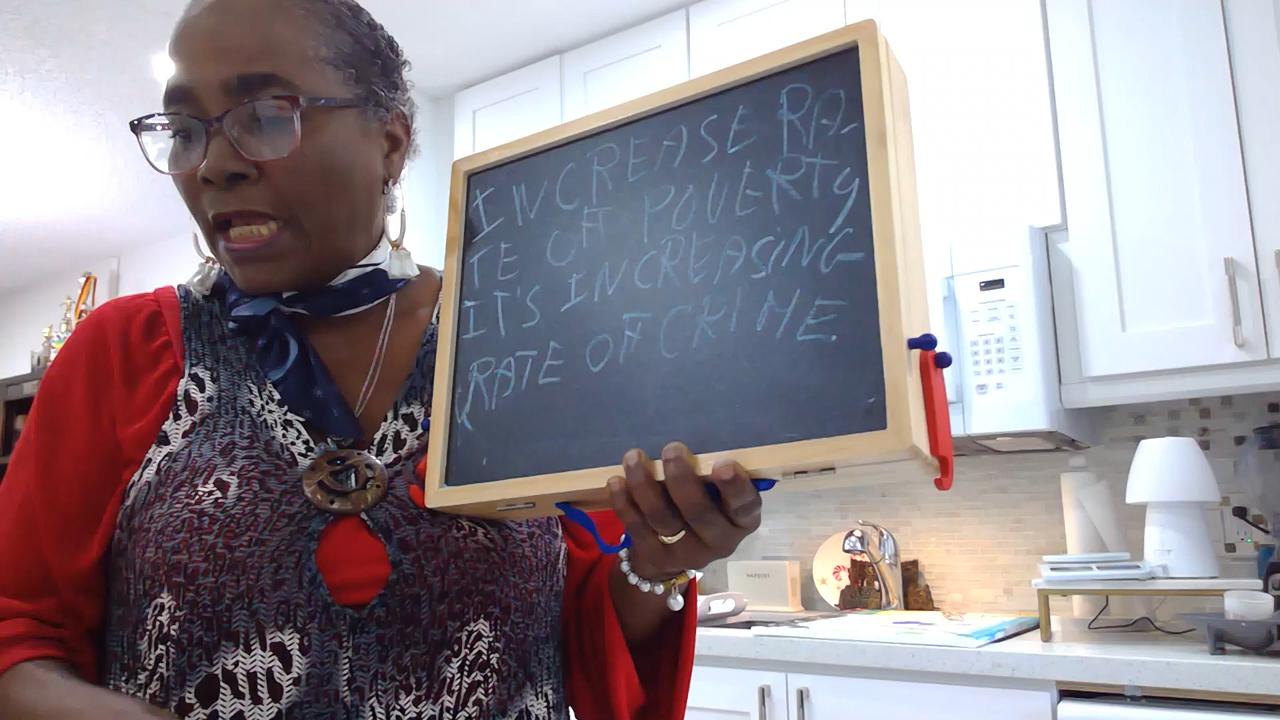 INCREASE RA-
TE OF POVERTY
IT'S INCREASING
RATE OF CRIME.